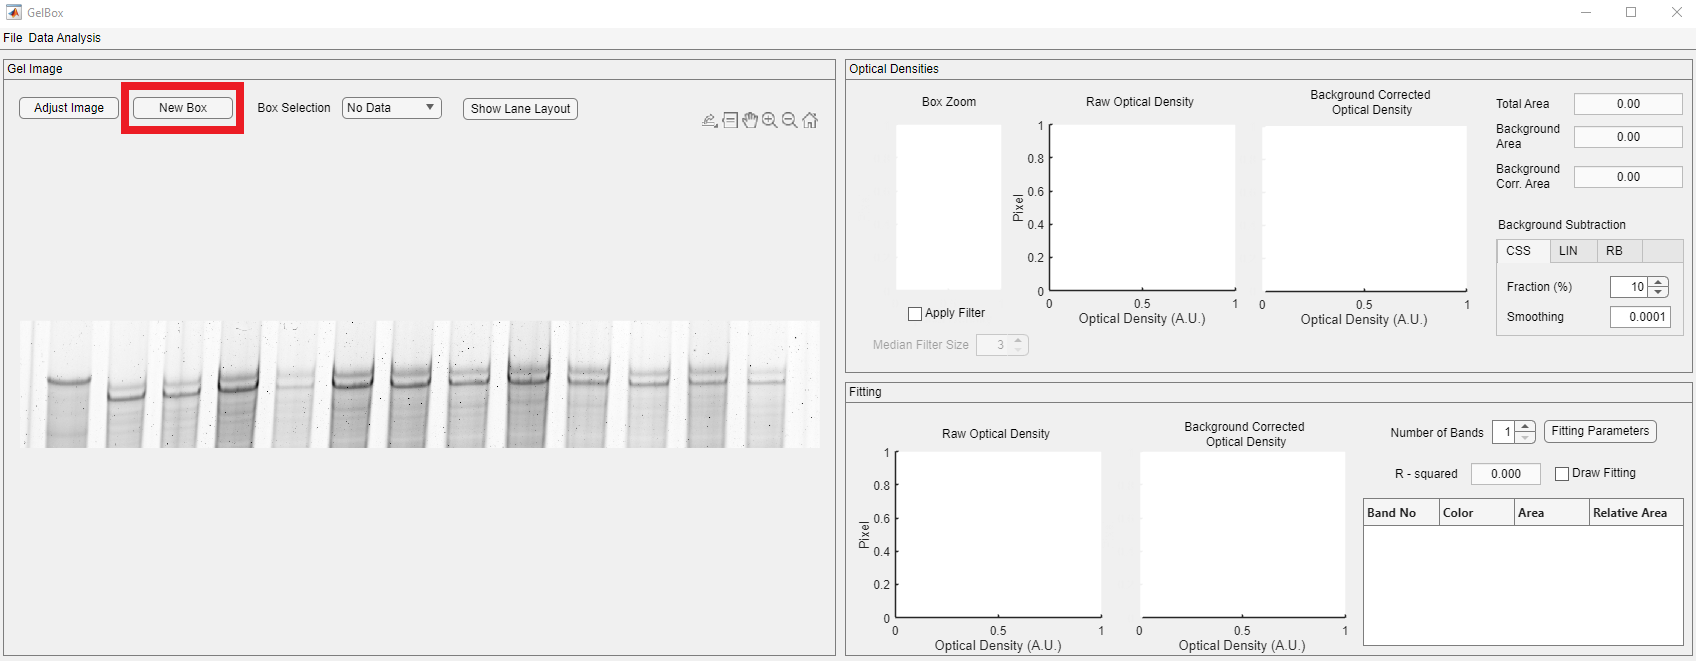 GelBox
File Data Analysis
Gel Image
Adjust Image
New Box
Box Selection
No Data
Show Lane Layout
Optical Densities
Box Zoom
Apply Filter
Median Filter Size
3
Raw Optical Density
1
0.8
0.6
0.4
0.2
0
Pixel
0 0.5 1
Optical Density (A.U.)
Background Corrected
Optical Density
0 0.5 1
Optical Density (A.U.)
Total Area
0.00
Background
Area
0.00
Background
Corr. Area
0.00
Background Subtraction
CSS LIN RB
Fraction (%)
10
Smoothing
0.0001
Fitting
Raw Optical Density
1
0.8
0.6
0.4
0.2
0
Pixel
0 0.5 1
Optical Density (A.U.)
Background Corrected
Optical Density
0 0.5 1
Optical Density (A.U.)
Number of Bands
1
Fitting Parameters
R - squared
0.000
Draw Fitting
Band No Color Area Relative Area